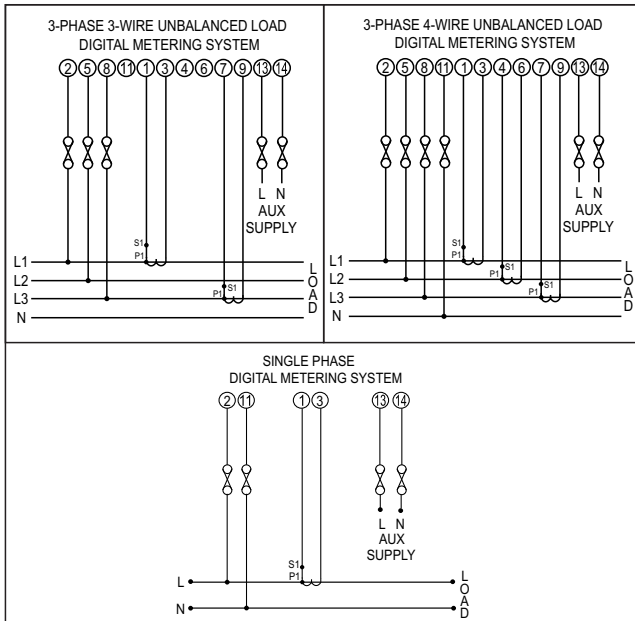 3-PHASE 3-WIRE UNBALANCED LOAD
DIGITAL METERING SYSTEM
2 5 8 11 1 3 4 6 7 9 13 14
L N
AUX
SUPPLY
S1
P1
S1
P1
L1
L2
L3
N
LOAD
3-PHASE 4-WIRE UNBALANCED LOAD
DIGITAL METERING SYSTEM
2 5 8 11 1 3 4 6 7 9 13 14
L N
AUX
SUPPLY
S1
P1
S1
P1
S1
P1
L1
L2
L3
N
LOAD
SINGLE PHASE
DIGITAL METERING SYSTEM
2 11 1 3 13 14
L N
AUX
SUPPLY
S1
P1
L
N
LOAD